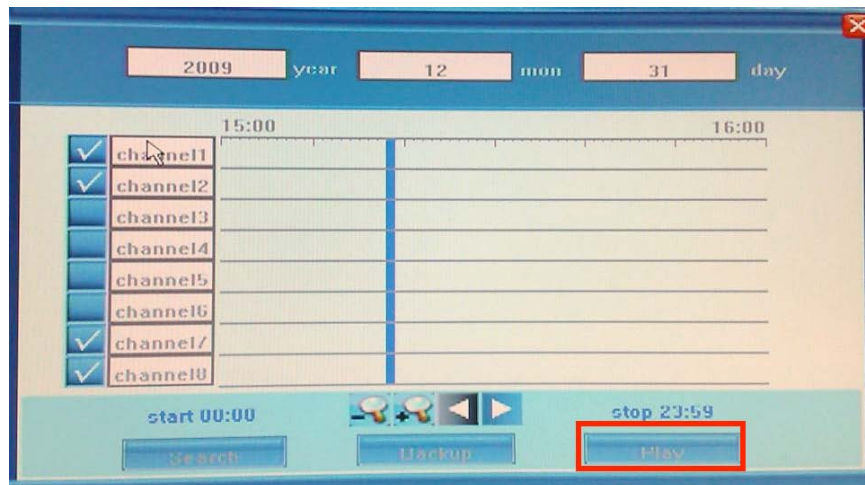 2009 year 12 mon 31 day
15:00 16:00
channel1
channel2
channel3
channel4
channel5
channel6
channel7
channel8
start 00:00 stop 23:59
Search Backup Play